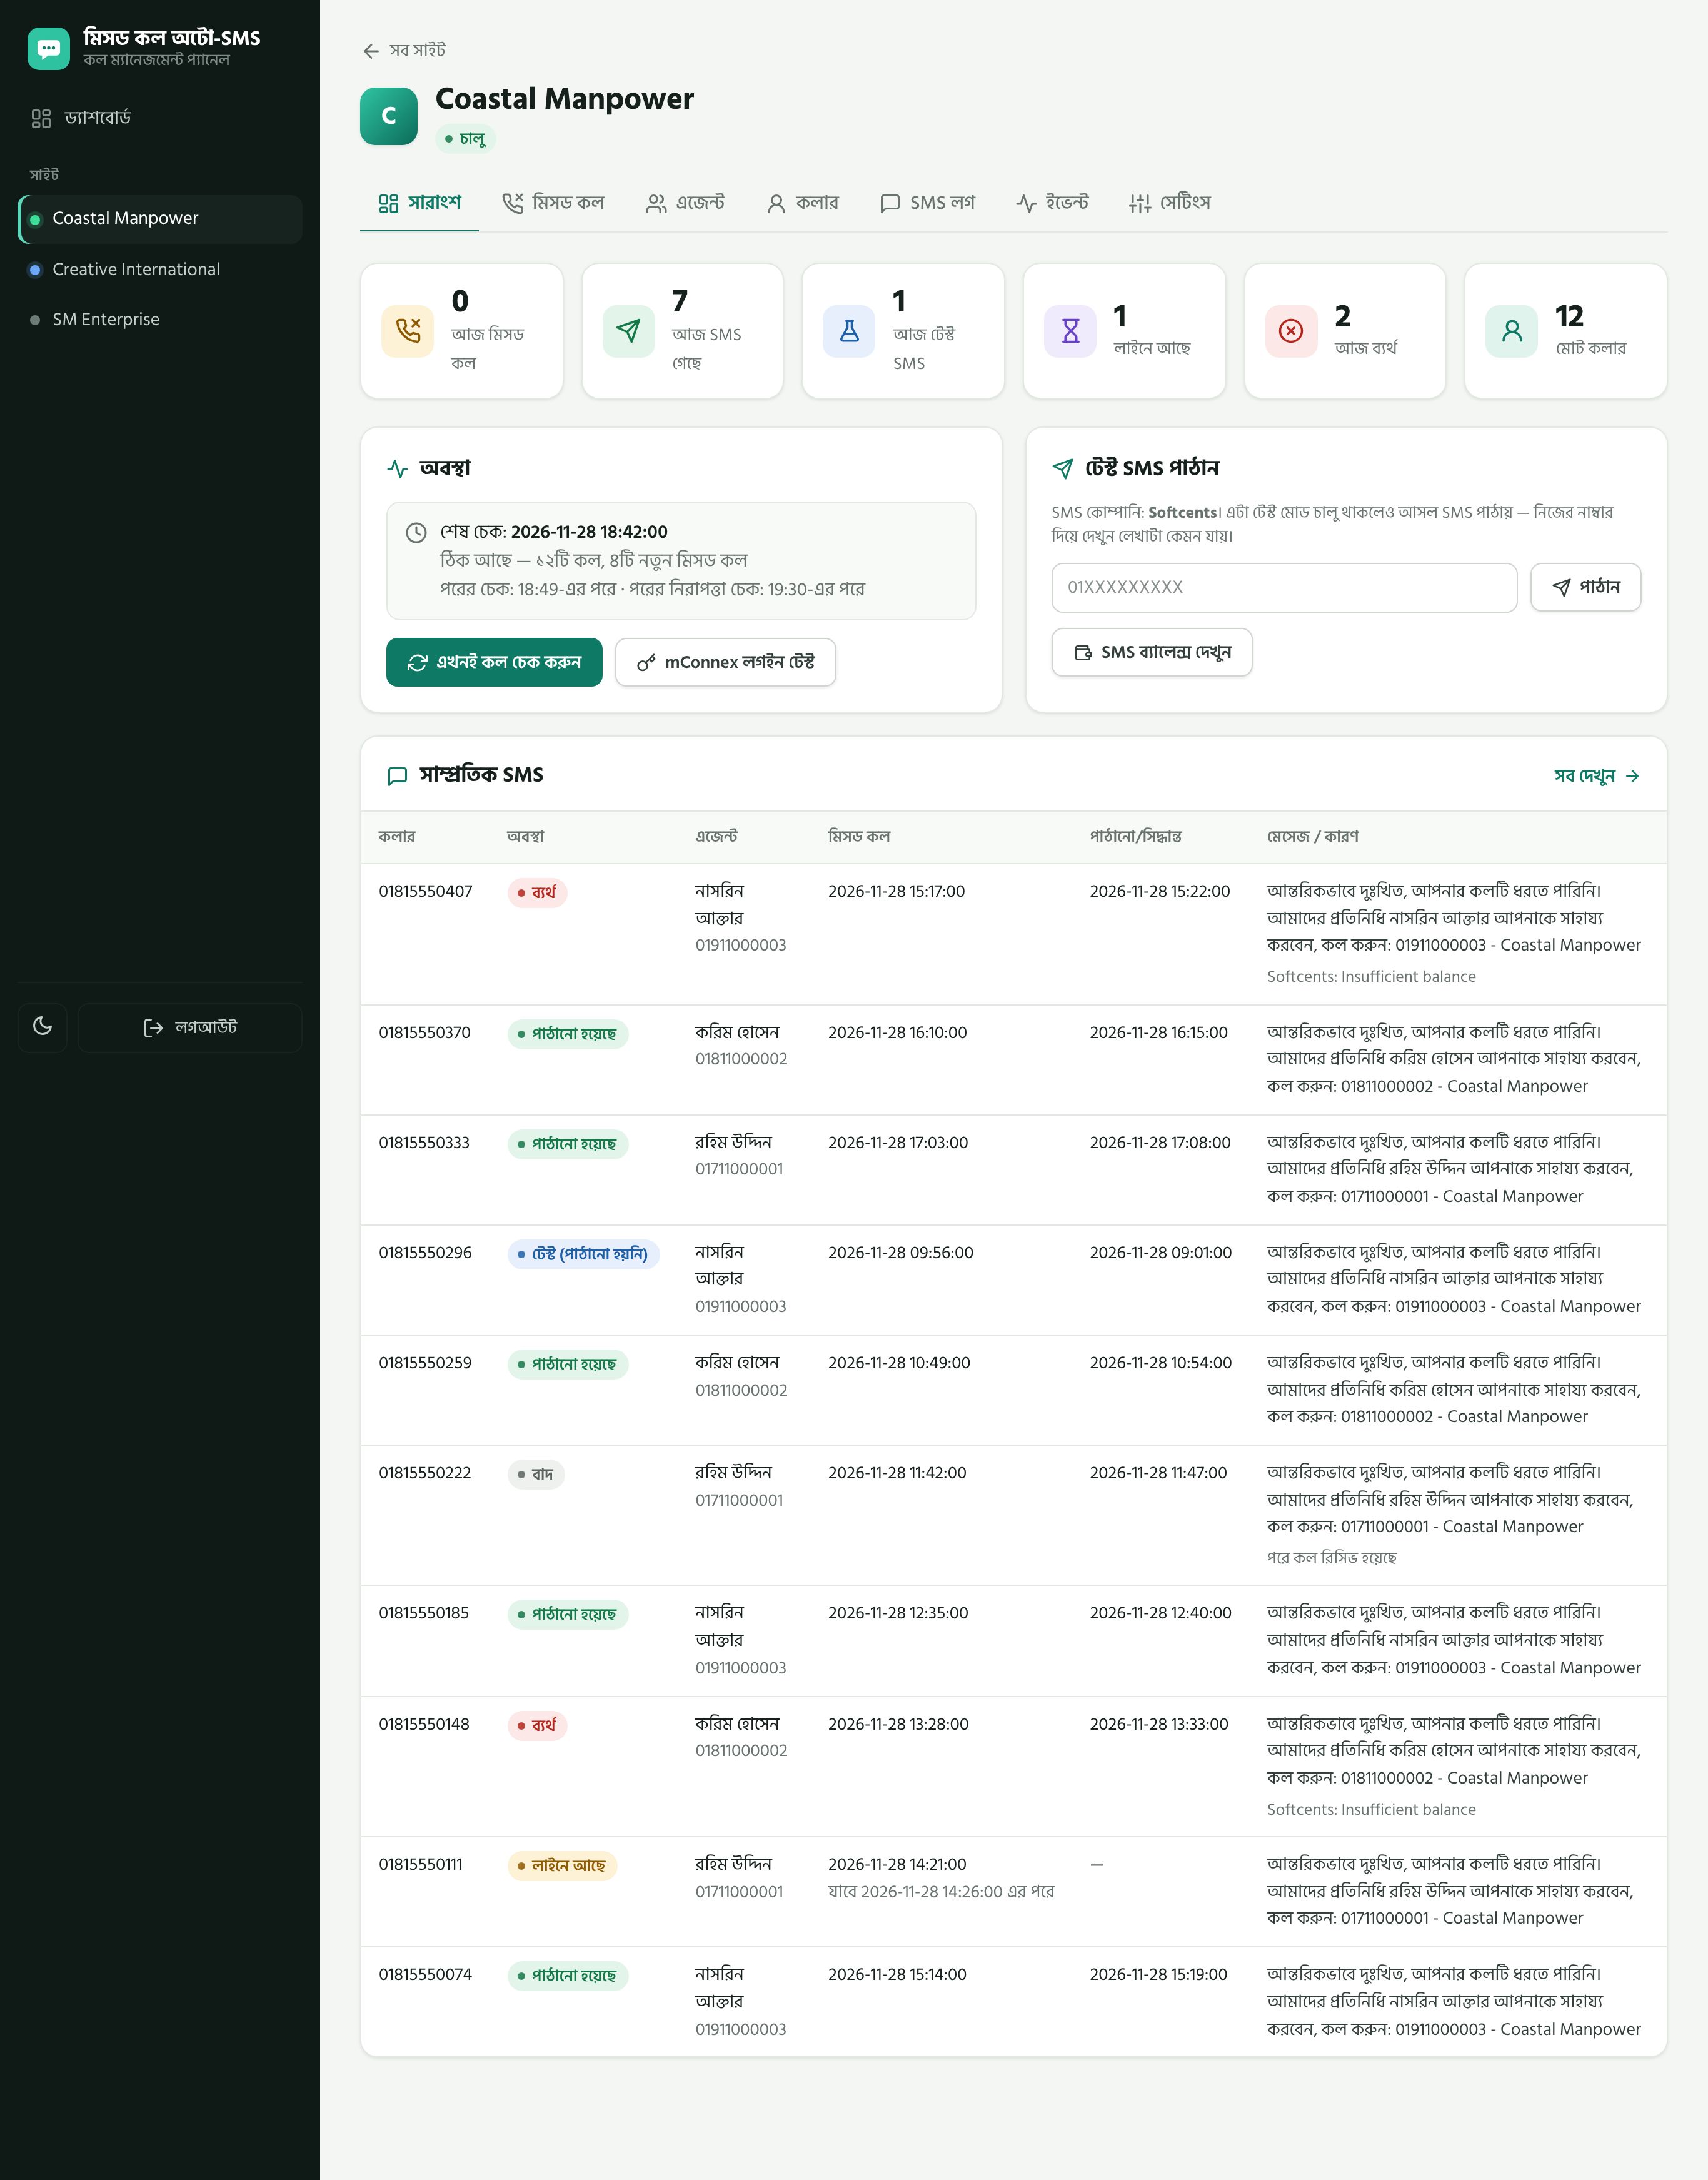 মিসড কল অটো-SMS
কল ম্যানেজমেন্ট প্যানেল
ড্যাশবোর্ড
সাইট
Coastal Manpower
Creative International
SM Enterprise
লগআউট
সব সাইট
C
Coastal Manpower
চালু
সারাংশ
মিসড কল
এজেন্ট
কলার
SMS লগ
ইভেন্ট
সেটিংস
0
আজ মিসড
কল
7
আজ SMS
গেছে
1
আজ টেস্ট
SMS
1
লাইনে আছে
2
আজ ব্যর্থ
12
মোট কলার
অবস্থা
শেষ চেক: 2026-11-28 18:42:00
ঠিক আছে — ১২টি কল, ৪টি নতুন মিসড কল
পরের চেক: 18:49-এর পরে · পরের নিরাপত্তা চেক: 19:30-এর পরে
এখনই কল চেক করুন
mConnex লগইন টেস্ট
টেস্ট SMS পাঠান
SMS কোম্পানি: Softcents। এটা টেস্ট মোড চালু থাকলেও আসল SMS পাঠায় — নিজের নাম্বার
দিয়ে দেখুন লেখাটা কেমন যায়।
01XXXXXXXXX
পাঠান
SMS ব্যালেন্স দেখুন
সাম্প্রতিক SMS
সব দেখুন
কলার অবস্থা এজেন্ট মিসড কল পাঠানো/সিদ্ধান্ত মেসেজ / কারণ
01815550407 ব্যর্থ নাসরিন 2026-11-28 15:17:00 2026-11-28 15:22:00 আন্তরিকভাবে দুঃখিত, আপনার কলটি ধরতে পারিনি।
আক্তার আমাদের প্রতিনিধি নাসরিন আক্তার আপনাকে সাহায্য
01911000003 করবেন, কল করুন: 01911000003 - Coastal Manpower
Softcents: Insufficient balance
01815550370 পাঠানো হয়েছে করিম হোসেন 2026-11-28 16:10:00 2026-11-28 16:15:00 আন্তরিকভাবে দুঃখিত, আপনার কলটি ধরতে পারিনি।
01811000002 আমাদের প্রতিনিধি করিম হোসেন আপনাকে সাহায্য করবেন,
কল করুন: 01811000002 - Coastal Manpower
01815550333 পাঠানো হয়েছে রহিম উদ্দিন 2026-11-28 17:03:00 2026-11-28 17:08:00 আন্তরিকভাবে দুঃখিত, আপনার কলটি ধরতে পারিনি।
01711000001 আমাদের প্রতিনিধি রহিম উদ্দিন আপনাকে সাহায্য করবেন,
কল করুন: 01711000001 - Coastal Manpower
01815550296 টেস্ট (পাঠানো হয়নি) নাসরিন 2026-11-28 09:56:00 2026-11-28 09:01:00 আন্তরিকভাবে দুঃখিত, আপনার কলটি ধরতে পারিনি।
আক্তার আমাদের প্রতিনিধি নাসরিন আক্তার আপনাকে সাহায্য
01911000003 করবেন, কল করুন: 01911000003 - Coastal Manpower
01815550259 পাঠানো হয়েছে করিম হোসেন 2026-11-28 10:49:00 2026-11-28 10:54:00 আন্তরিকভাবে দুঃখিত, আপনার কলটি ধরতে পারিনি।
01811000002 আমাদের প্রতিনিধি করিম হোসেন আপনাকে সাহায্য করবেন,
কল করুন: 01811000002 - Coastal Manpower
01815550222 বাদ রহিম উদ্দিন 2026-11-28 11:42:00 2026-11-28 11:47:00 আন্তরিকভাবে দুঃখিত, আপনার কলটি ধরতে পারিনি।
01711000001 আমাদের প্রতিনিধি রহিম উদ্দিন আপনাকে সাহায্য করবেন,
কল করুন: 01711000001 - Coastal Manpower
পরে কল রিসিভ হয়েছে
01815550185 পাঠানো হয়েছে নাসরিন 2026-11-28 12:35:00 2026-11-28 12:40:00 আন্তরিকভাবে দুঃখিত, আপনার কলটি ধরতে পারিনি।
আক্তার আমাদের প্রতিনিধি নাসরিন আক্তার আপনাকে সাহায্য
01911000003 করবেন, কল করুন: 01911000003 - Coastal Manpower
01815550148 ব্যর্থ করিম হোসেন 2026-11-28 13:28:00 2026-11-28 13:33:00 আন্তরিকভাবে দুঃখিত, আপনার কলটি ধরতে পারিনি।
01811000002 আমাদের প্রতিনিধি করিম হোসেন আপনাকে সাহায্য করবেন,
কল করুন: 01811000002 - Coastal Manpower
Softcents: Insufficient balance
01815550111 লাইনে আছে রহিম উদ্দিন 2026-11-28 14:21:00 — আন্তরিকভাবে দুঃখিত, আপনার কলটি ধরতে পারিনি।
01711000001 যাবে 2026-11-28 14:26:00 এর পরে আমাদের প্রতিনিধি রহিম উদ্দিন আপনাকে সাহায্য করবেন,
কল করুন: 01711000001 - Coastal Manpower
01815550074 পাঠানো হয়েছে নাসরিন 2026-11-28 15:14:00 2026-11-28 15:19:00 আন্তরিকভাবে দুঃখিত, আপনার কলটি ধরতে পারিনি।
আক্তার আমাদের প্রতিনিধি নাসরিন আক্তার আপনাকে সাহায্য
01911000003 করবেন, কল করুন: 01911000003 - Coastal Manpower